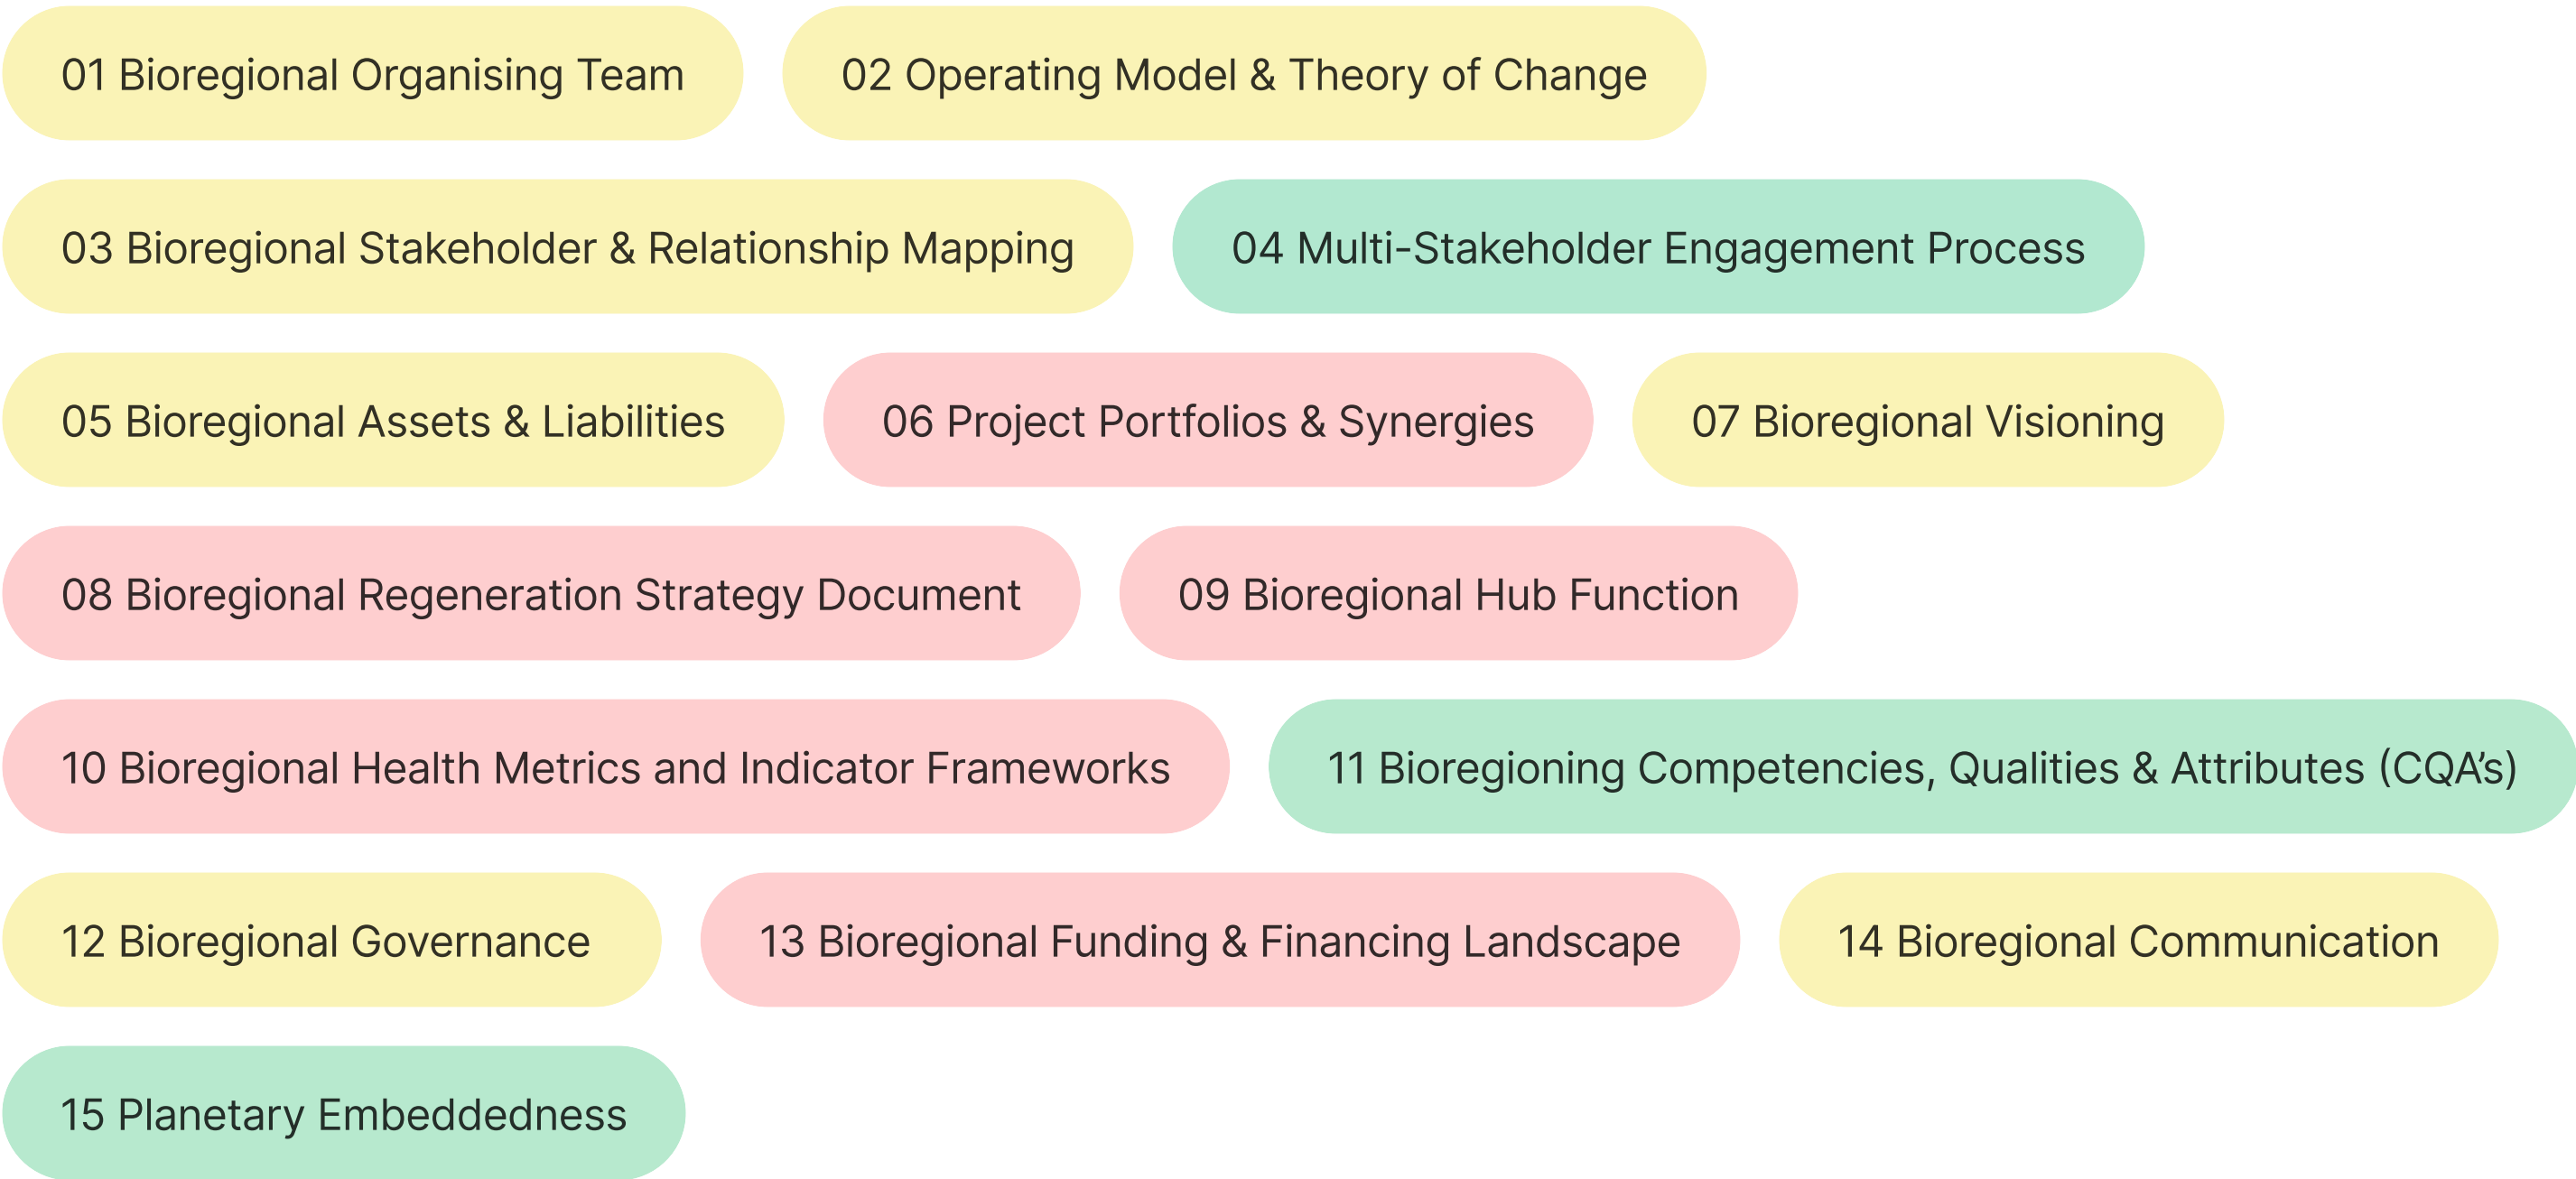 01 Bioregional Organising Team
02 Operating Model & Theory of Change
03 Bioregional Stakeholder & Relationship Mapping
04 Multi-Stakeholder Engagement Process
05 Bioregional Assets & Liabilities
06 Project Portfolios & Synergies
07 Bioregional Visioning
08 Bioregional Regeneration Strategy Document
09 Bioregional Hub Function
10 Bioregional Health Metrics and Indicator Frameworks
11 Bioregioning Competencies, Qualities & Attributes (CQA’s)
12 Bioregional Governance
13 Bioregional Funding & Financing Landscape
14 Bioregional Communication
15 Planetary Embeddedness